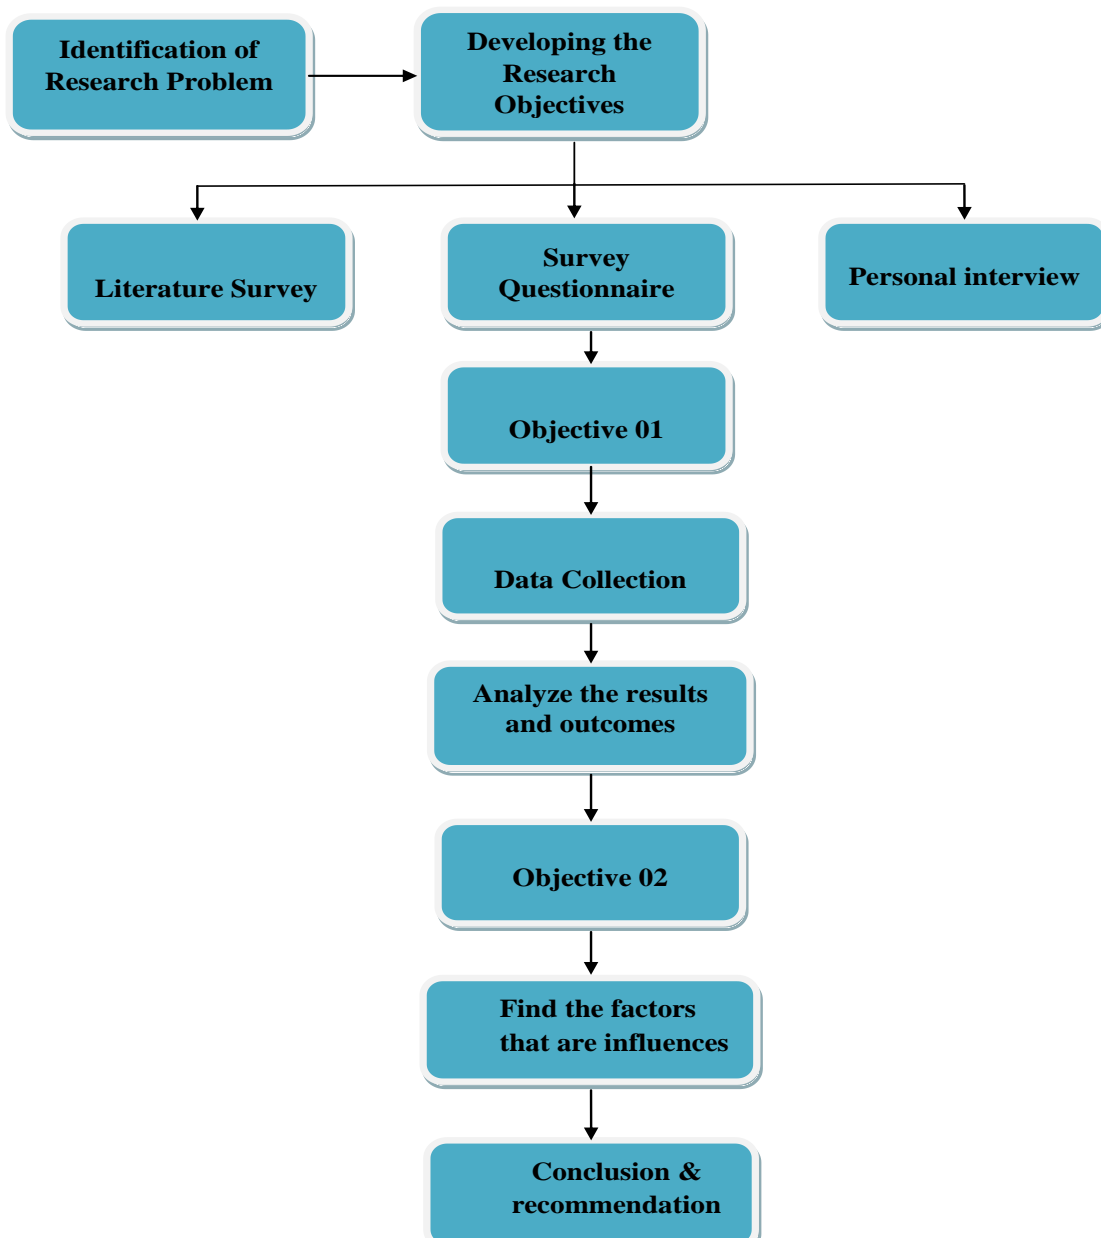 Identification of
Research Problem
Developing the
Research
Objectives
Literature Survey
Survey
Questionnaire
Personal interview
Objective 01
Data Collection
Analyze the results
and outcomes
Objective 02
Find the factors
that are influences
Conclusion &
recommendation